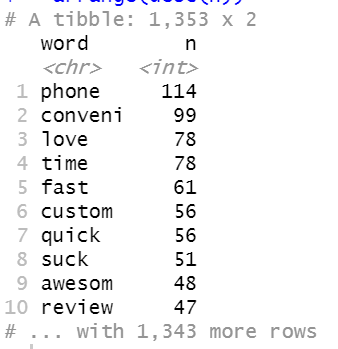 # A tibble: 1,353 x 2
word n
<chr> <int>
1 phone 114
2 conveni 99
3 love 78
4 time 78
5 fast 61
6 custom 56
7 quick 56
8 suck 51
9 awesom 48
10 review 47
# ... with 1,343 more rows